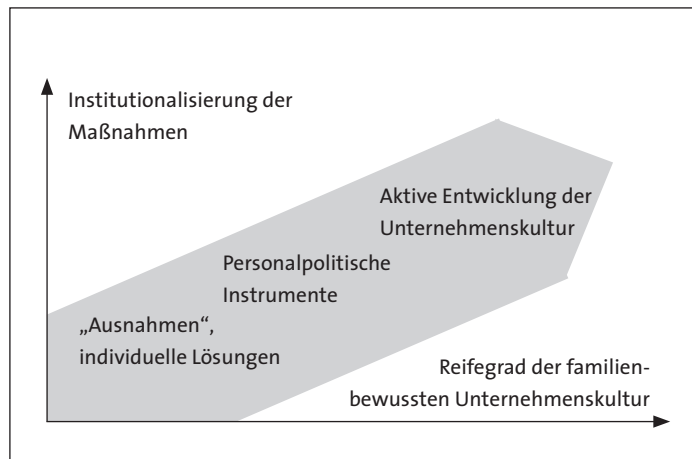 Institutionalisierung der
Maßnahmen
Aktive Entwicklung der
Unternehmenskultur
Personalpolitische
Instrumente
„Ausnahmen“,
individuelle Lösungen
Reifegrad der familien-
bewussten Unternehmenskultur